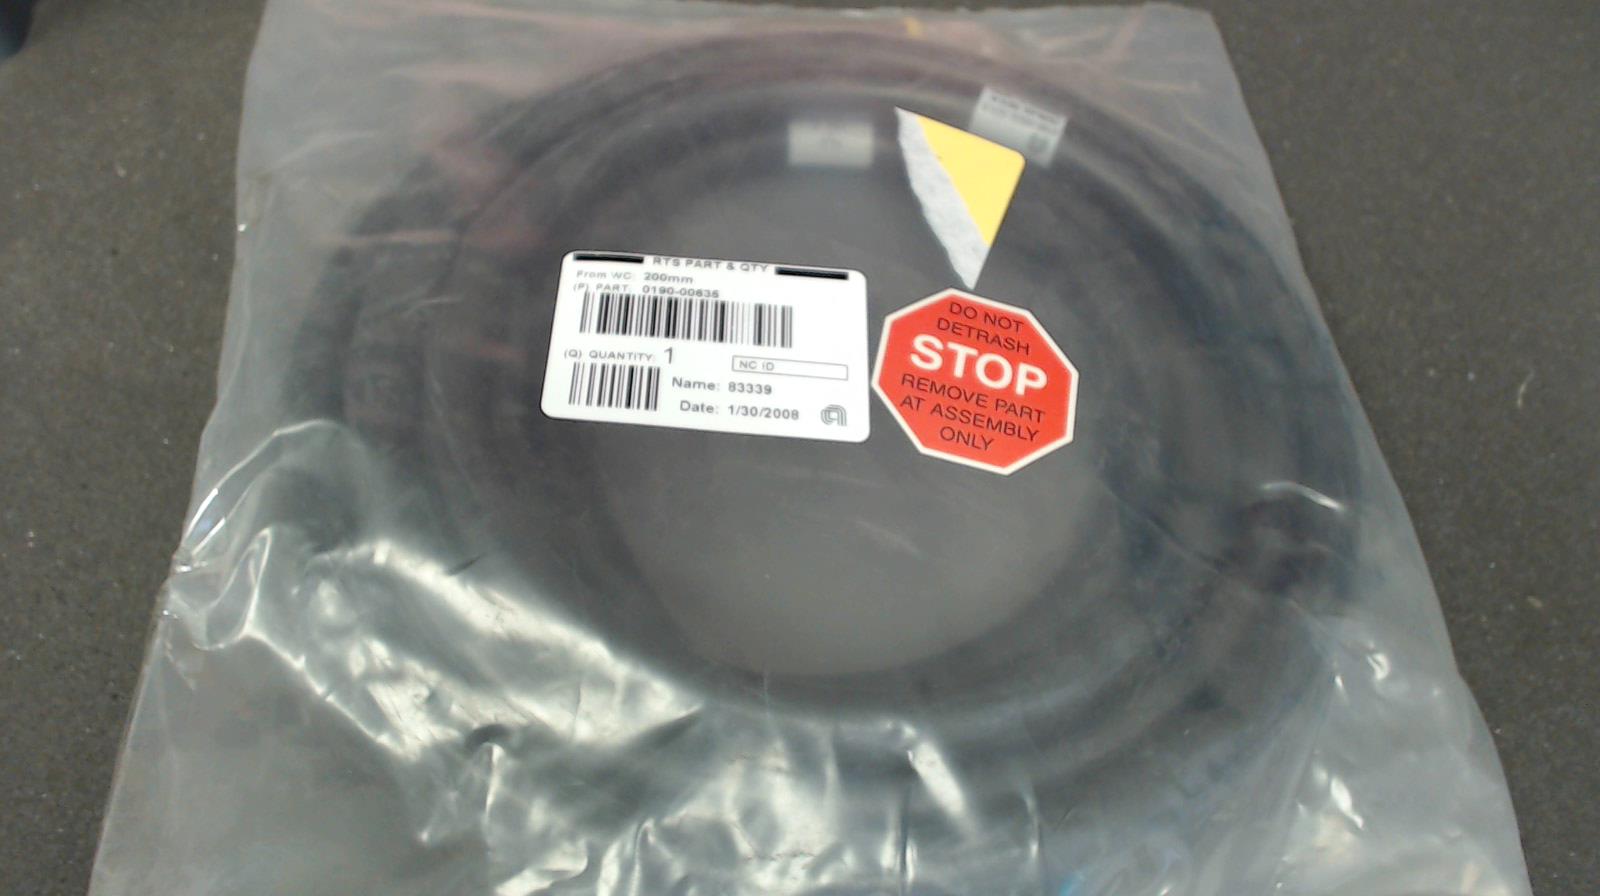 RTS PART & QTY
From WC: 200mm
(P) PART: 0190-00635
(Q) QUANTITY: 1
NC ID
Name: 83339
Date: 1/30/2008
DO NOT
DETRASH
STOP
REMOVE PART
AT ASSEMBLY
ONLY